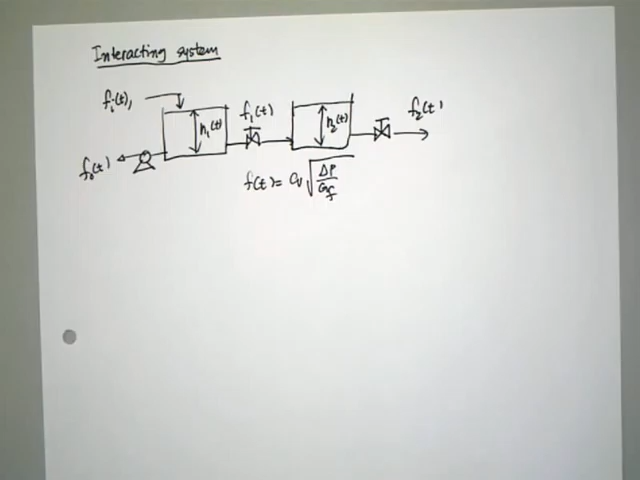 Interacting system
fᵢ(t),
f₁(t)
f₂(t)
h₁(t)
h₂(t)
f₀(t)
f(t) = Cv √(ΔP/Gf)